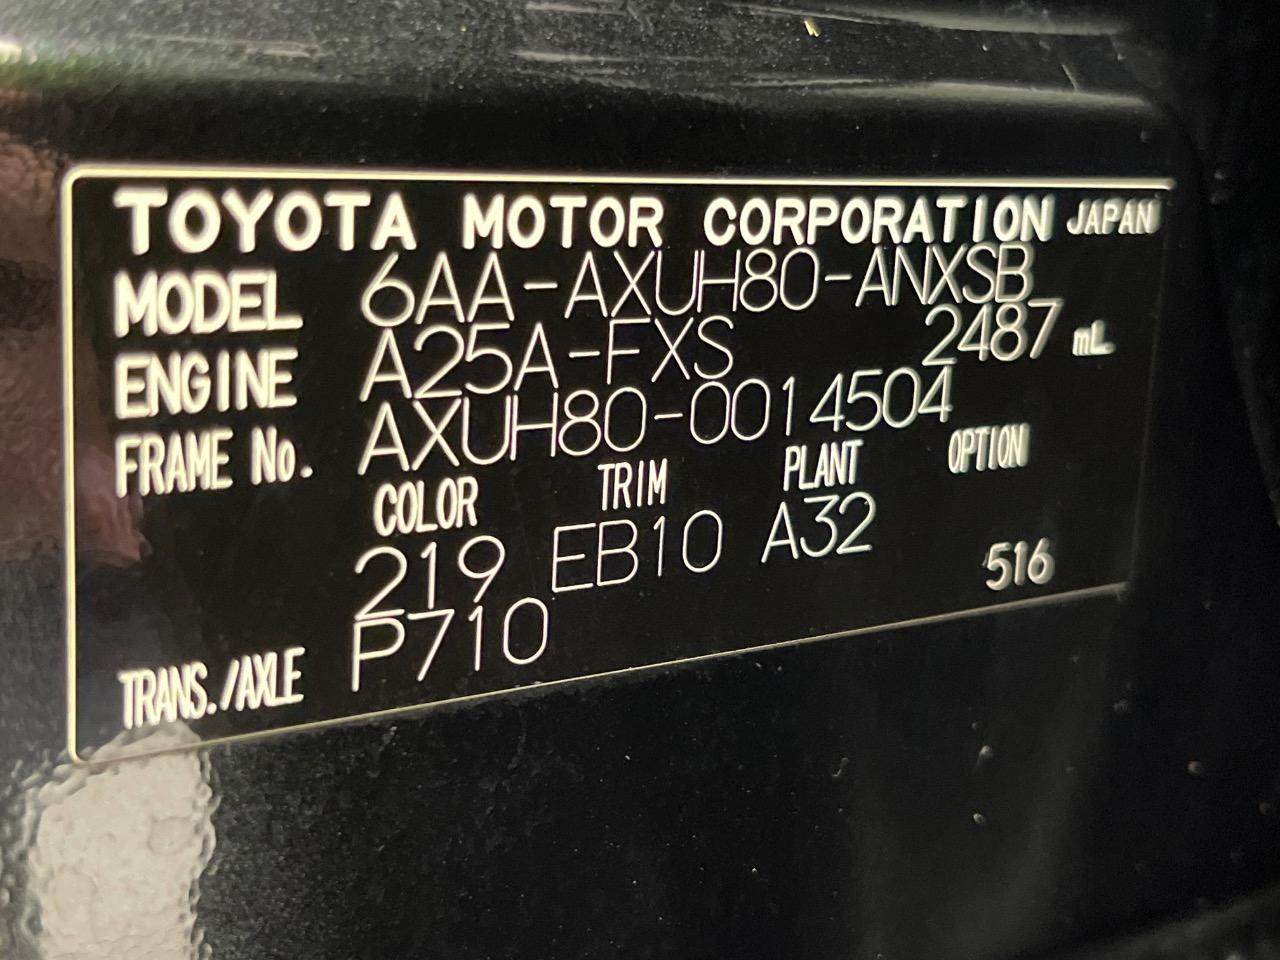 TOYOTA MOTOR CORPORATION JAPAN
MODEL 6AA-AXUH80-ANXSB
ENGINE A25A-FXS 2487 mL
FRAME No. AXUH80-0014504
COLOR TRIM PLANT OPTION
219 EB10 A32
TRANS./AXLE P710 516